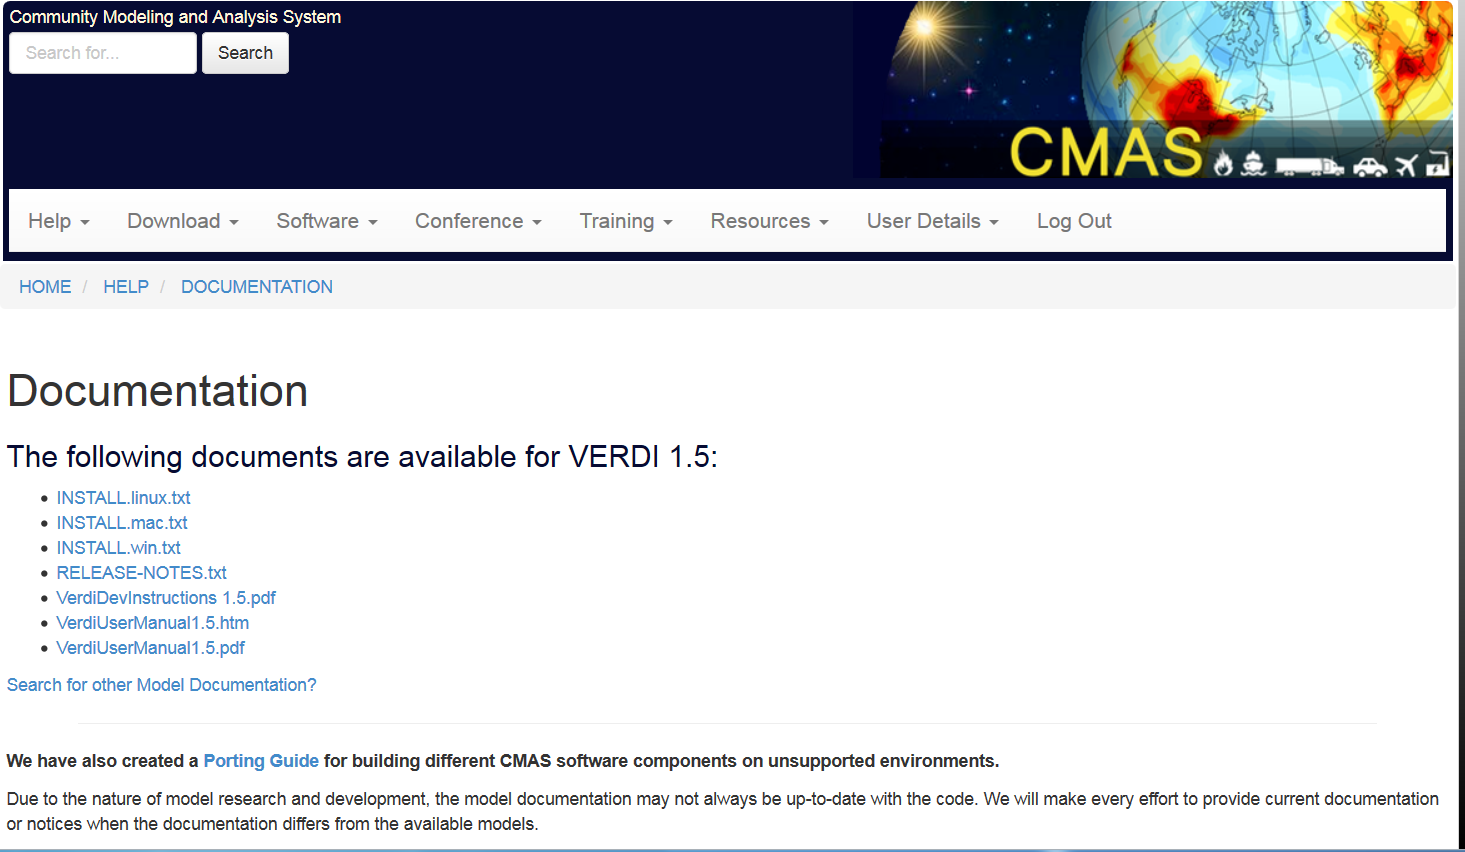 Community Modeling and Analysis System
Search for...
Search
CMAS
Help
Download
Software
Conference
Training
Resources
User Details
Log Out
HOME / HELP / DOCUMENTATION
Documentation
The following documents are available for VERDI 1.5:
INSTALL.linux.txt
INSTALL.mac.txt
INSTALL.win.txt
RELEASE-NOTES.txt
VerdiDevInstructions 1.5.pdf
VerdiUserManual1.5.htm
VerdiUserManual1.5.pdf
Search for other Model Documentation?
We have also created a Porting Guide for building different CMAS software components on unsupported environments.
Due to the nature of model research and development, the model documentation may not always be up-to-date with the code. We will make every effort to provide current documentation
or notices when the documentation differs from the available models.